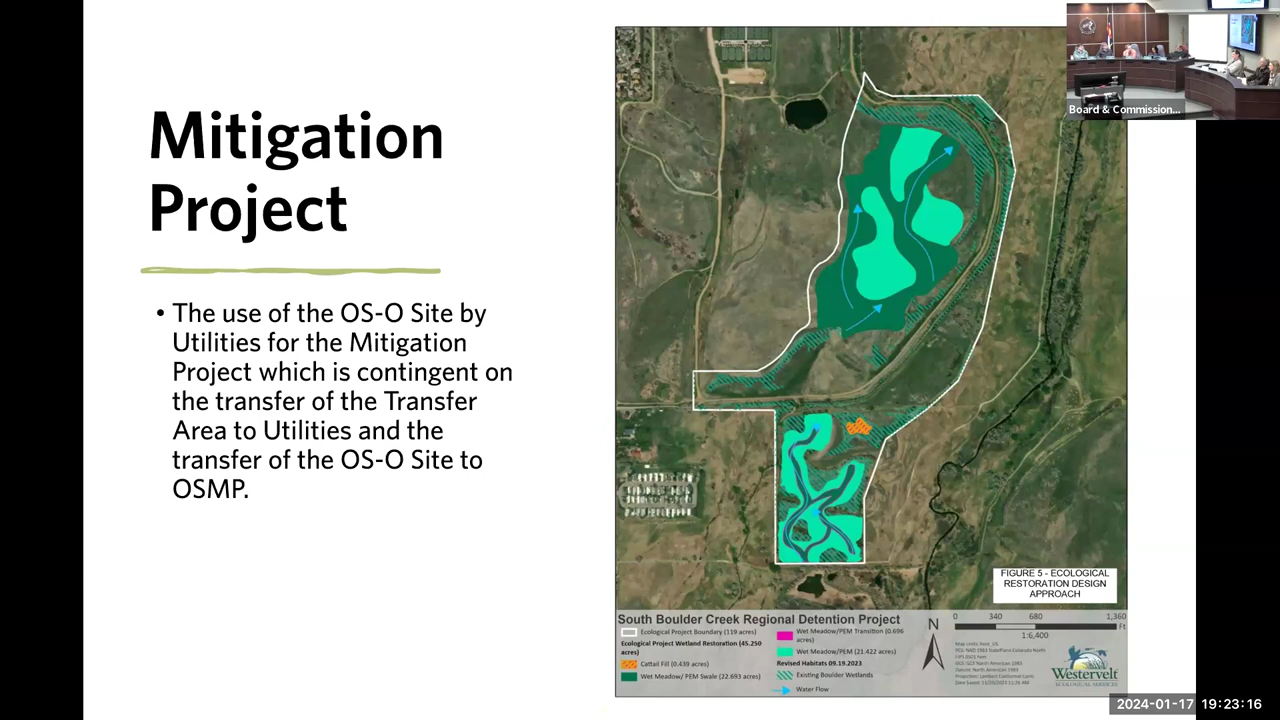 Mitigation
Project
• The use of the OS-O Site by
Utilities for the Mitigation
Project which is contingent on
the transfer of the Transfer
Area to Utilities and the
transfer of the OS-O Site to
OSMP.
Board & Commission...
FIGURE 5 - ECOLOGICAL
RESTORATION DESIGN
APPROACH
South Boulder Creek Regional Detention Project
Ecological Project Boundary (119 acres)
Ecological Project Wetland Restoration (45.250
acres)
Cattail Fill (0.439 acres)
Wet Meadow/ PEM Swale (22.693 acres)
Wet Meadow/PEM Transition (0.696
acres)
Wet Meadow/PEM (21.422 acres)
Revised Habitats 09.19.2023
Existing Boulder Wetlands
Water Flow
N
0 340 680 1,360
Ft
1:6,400
Westervelt
ECOLOGICAL SERVICES
2024-01-17 19:23:16